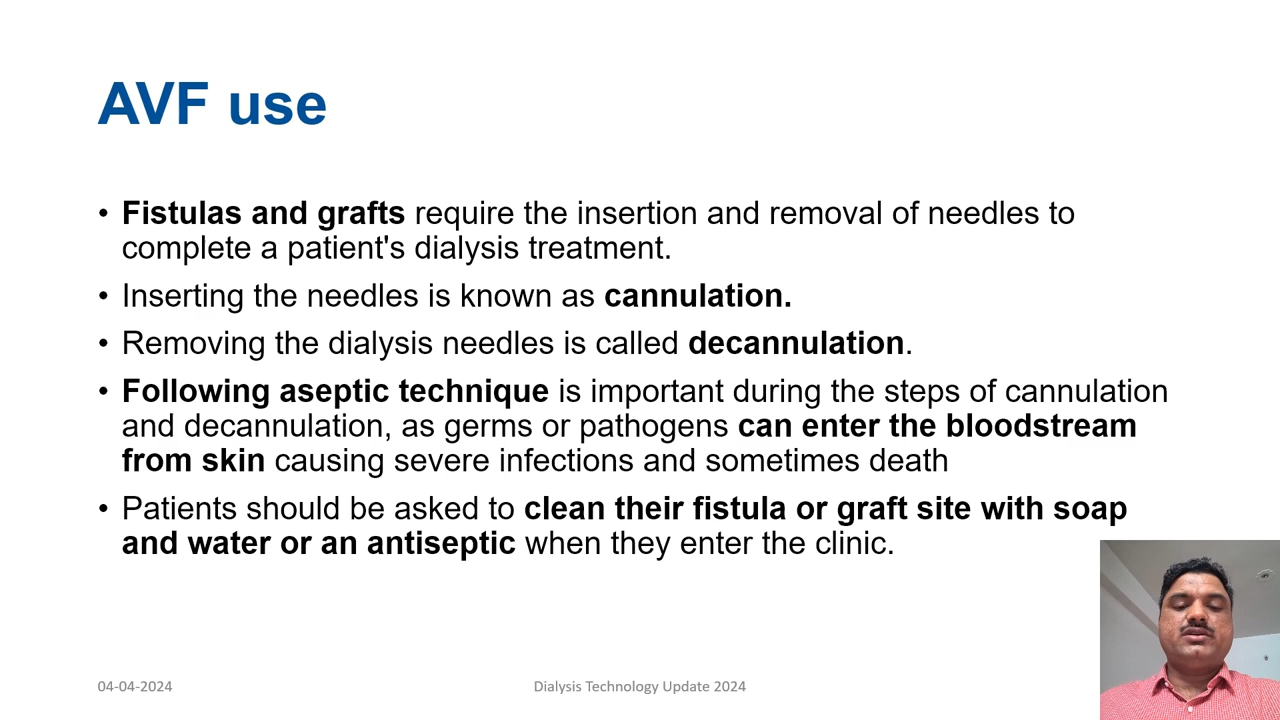 AVF use
• Fistulas and grafts require the insertion and removal of needles to
complete a patient's dialysis treatment.
• Inserting the needles is known as cannulation.
• Removing the dialysis needles is called decannulation.
• Following aseptic technique is important during the steps of cannulation
and decannulation, as germs or pathogens can enter the bloodstream
from skin causing severe infections and sometimes death
• Patients should be asked to clean their fistula or graft site with soap
and water or an antiseptic when they enter the clinic.
04-04-2024
Dialysis Technology Update 2024